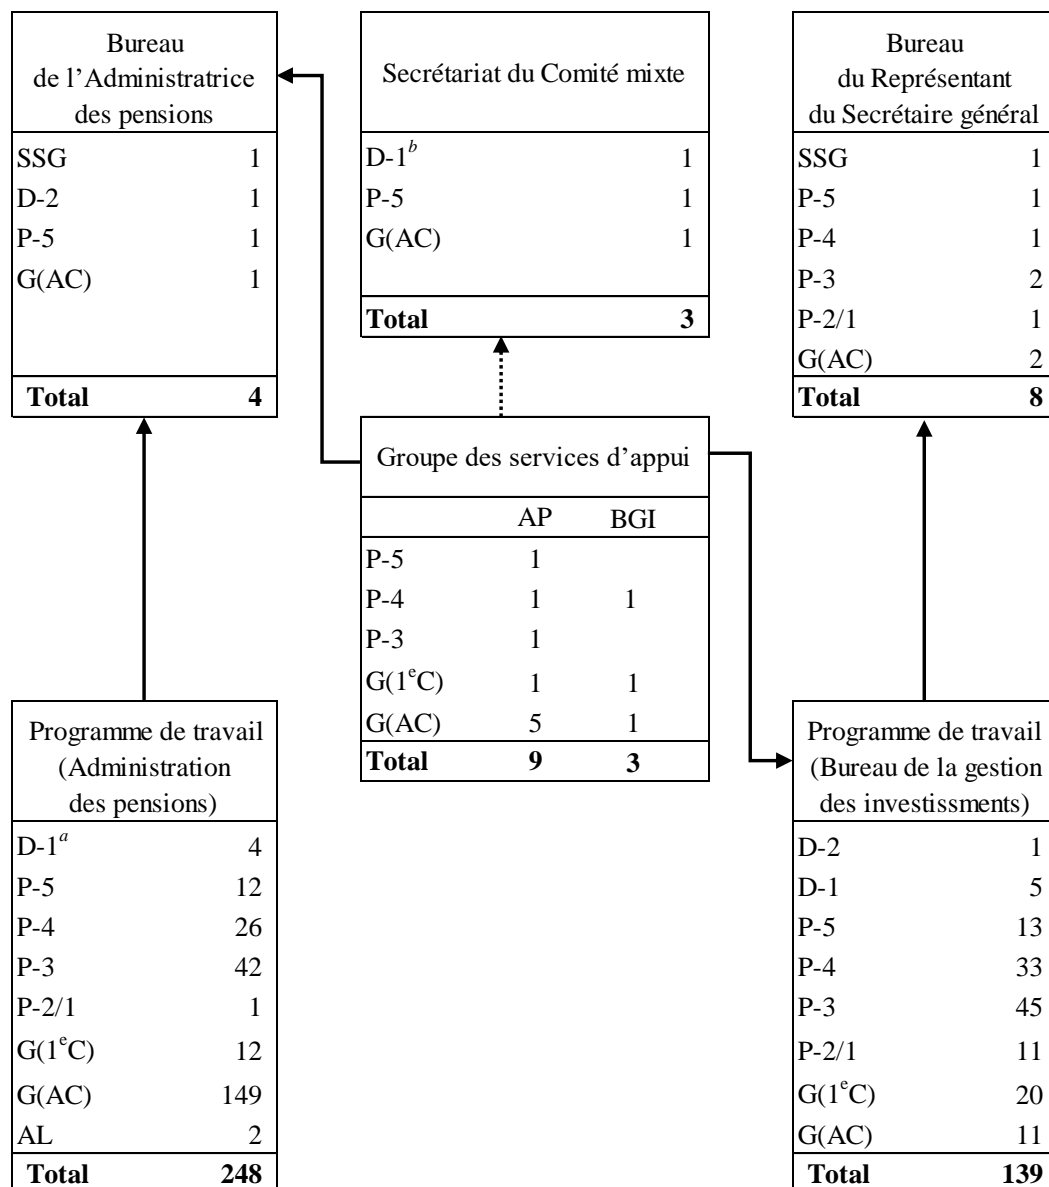 Bureau
de l’Administratrice
des pensions
SSG 1
D-2 1
P-5 1
G(AC) 1
Total 4
Secrétariat du Comité mixte
D-1b 1
P-5 1
G(AC) 1
Total 3
Bureau
du Représentant
du Secrétaire général
SSG 1
P-5 1
P-4 1
P-3 2
P-2/1 1
G(AC) 2
Total 8
Groupe des services d’appui
AP BGI
P-5 1
P-4 1 1
P-3 1
G(1eC) 1 1
G(AC) 5 1
Total 9 3
Programme de travail
(Administration
des pensions)
D-1a 4
P-5 12
P-4 26
P-3 42
P-2/1 1
G(1eC) 12
G(AC) 149
AL 2
Total 248
Programme de travail
(Bureau de la gestion
des investissments)
D-2 1
D-1 5
P-5 13
P-4 33
P-3 45
P-2/1 11
G(1eC) 20
G(AC) 11
Total 139